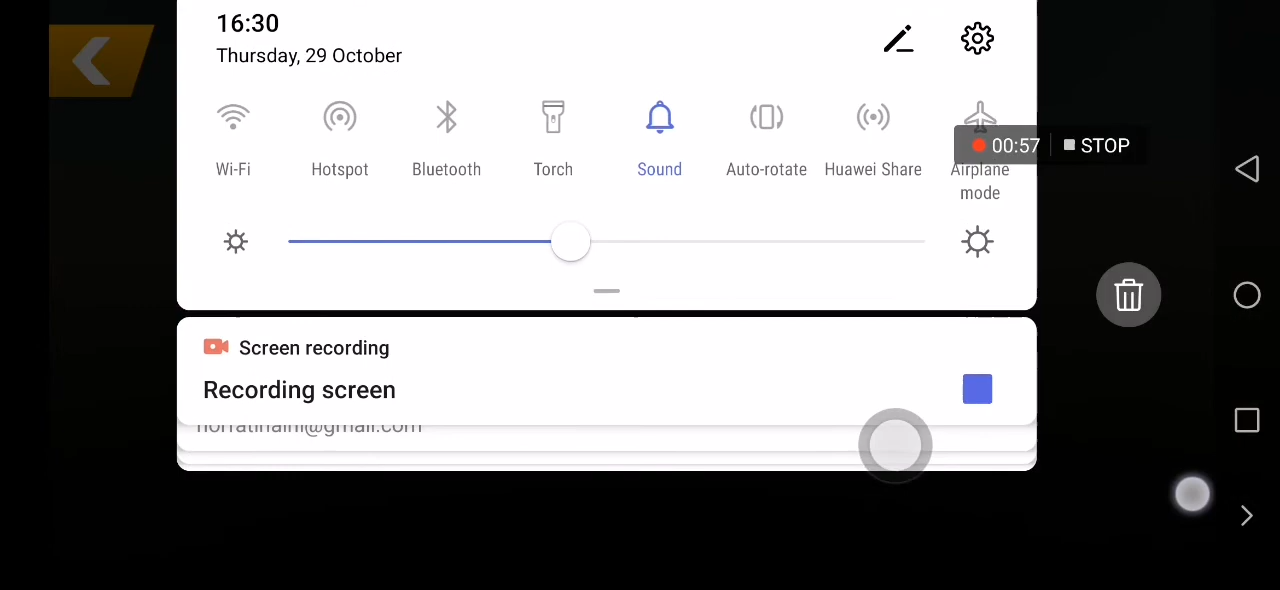 16:30
Thursday, 29 October
Wi-Fi
Hotspot
Bluetooth
Torch
Sound
Auto-rotate
Huawei Share
Airplane
mode
00:57
STOP
Screen recording
Recording screen